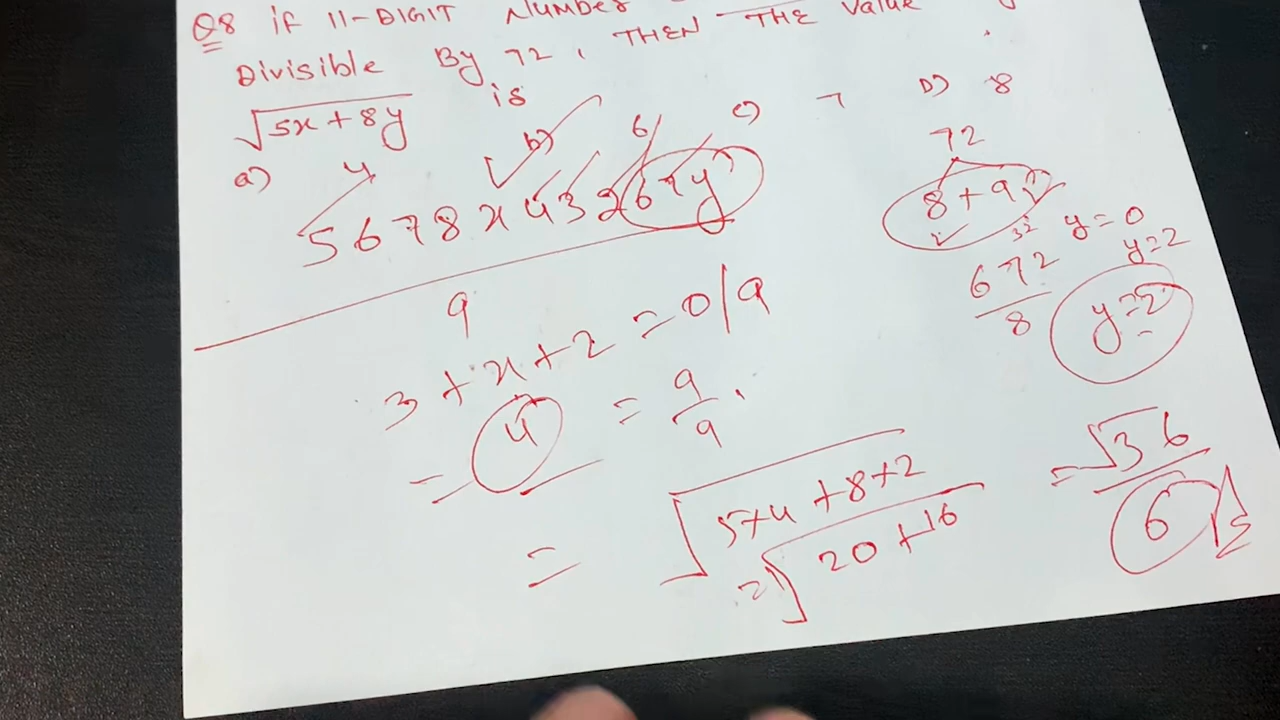 Q8 if 11-DIGIT NUMBER
Divisible By 72, THEN THE Value
√5x+8y is
a) 4 b) 6 c) 7 D) 8
5678x43267y
72
8+9
y=0
y=2
672
8
y=2
9
3+x+2=0/9
4
= = 9
9
= √5×4+8×2
= √20+16
= √36
6